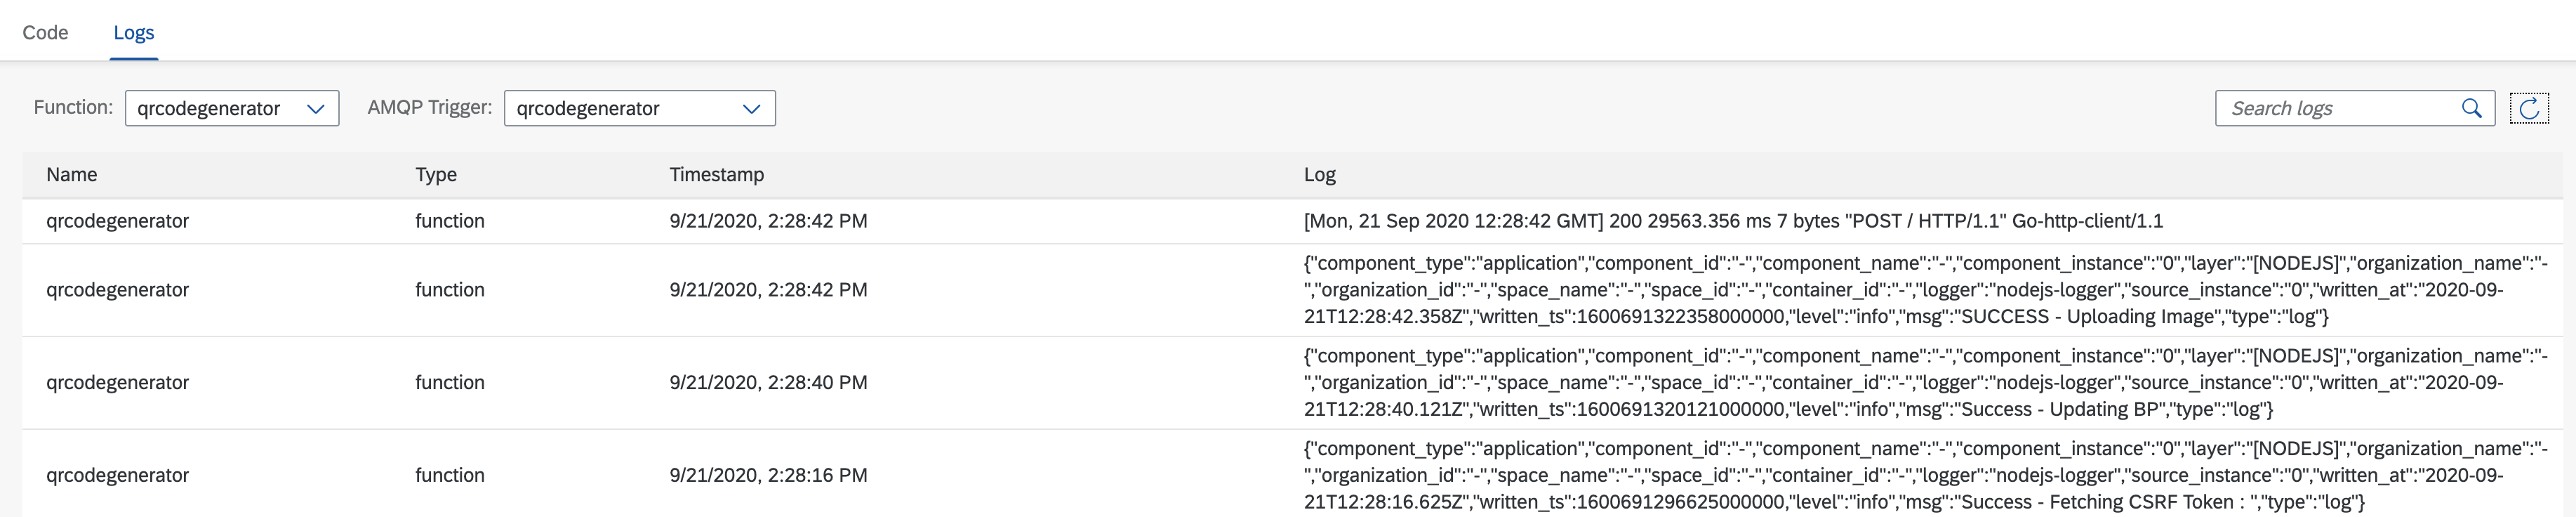 Code Logs
Function: qrcodegenerator AMQP Trigger: qrcodegenerator Search logs
Name Type Timestamp Log
qrcodegenerator function 9/21/2020, 2:28:42 PM [Mon, 21 Sep 2020 12:28:42 GMT] 200 29563.356 ms 7 bytes "POST / HTTP/1.1" Go-http-client/1.1
qrcodegenerator function 9/21/2020, 2:28:42 PM {"component_type":"application","component_id":"-","component_name":"-","component_instance":"0","layer":"[NODEJS]","organization_name":"-
","organization_id":"-","space_name":"-","space_id":"-","container_id":"-","logger":"nodejs-logger","source_instance":"0","written_at":"2020-09-
21T12:28:42.358Z","written_ts":1600691322358000000,"level":"info","msg":"SUCCESS - Uploading Image","type":"log"}
qrcodegenerator function 9/21/2020, 2:28:40 PM {"component_type":"application","component_id":"-","component_name":"-","component_instance":"0","layer":"[NODEJS]","organization_name":"-
","organization_id":"-","space_name":"-","space_id":"-","container_id":"-","logger":"nodejs-logger","source_instance":"0","written_at":"2020-09-
21T12:28:40.121Z","written_ts":1600691320121000000,"level":"info","msg":"Success - Updating BP","type":"log"}
qrcodegenerator function 9/21/2020, 2:28:16 PM {"component_type":"application","component_id":"-","component_name":"-","component_instance":"0","layer":"[NODEJS]","organization_name":"-
","organization_id":"-","space_name":"-","space_id":"-","container_id":"-","logger":"nodejs-logger","source_instance":"0","written_at":"2020-09-
21T12:28:16.625Z","written_ts":1600691296625000000,"level":"info","msg":"Success - Fetching CSRF Token : ","type":"log"}